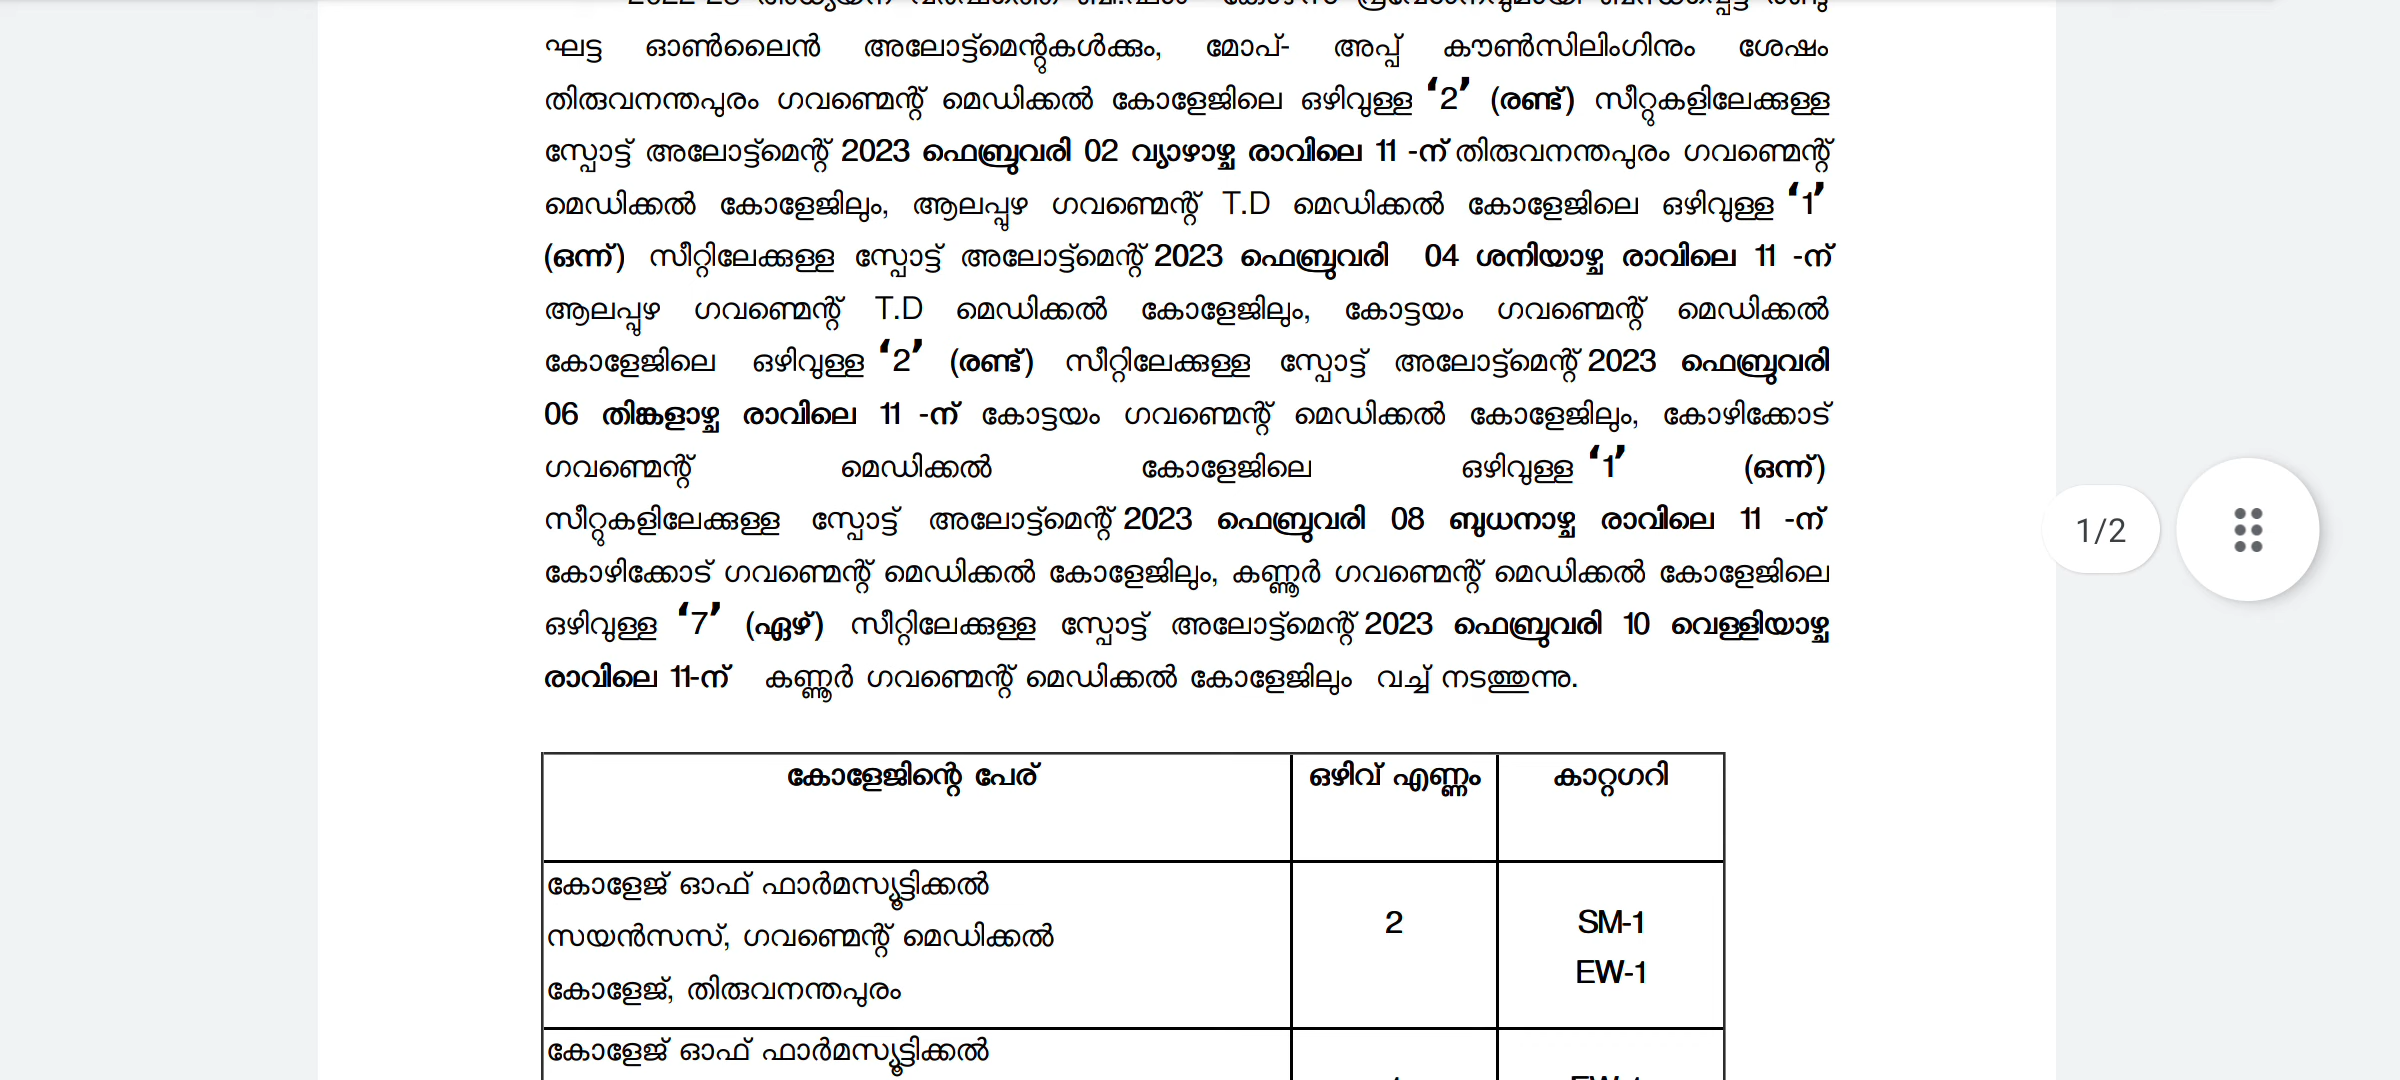 ഘട്ട ഓൺലൈൻ അലോട്ട്മെന്റുകൾക്കും, മോപ്- അപ്പ് കൗൺസിലിംഗിനും ശേഷം
തിരുവനന്തപുരം ഗവണ്മെന്റ് മെഡിക്കൽ കോളേജിലെ ഒഴിവുള്ള ‘2’ (രണ്ട്) സീറ്റുകളിലേക്കുള്ള
സ്പോട്ട് അലോട്ട്മെന്റ് 2023 ഫെബ്രുവരി 02 വ്യാഴാഴ്ച രാവിലെ 11 -ന് തിരുവനന്തപുരം ഗവണ്മെന്റ്
മെഡിക്കൽ കോളേജിലും, ആലപ്പുഴ ഗവണ്മെന്റ് T.D മെഡിക്കൽ കോളേജിലെ ഒഴിവുള്ള ‘1’
(ഒന്ന്) സീറ്റിലേക്കുള്ള സ്പോട്ട് അലോട്ട്മെന്റ് 2023 ഫെബ്രുവരി 04 ശനിയാഴ്ച രാവിലെ 11 -ന്
ആലപ്പുഴ ഗവണ്മെന്റ് T.D മെഡിക്കൽ കോളേജിലും, കോട്ടയം ഗവണ്മെന്റ് മെഡിക്കൽ
കോളേജിലെ ഒഴിവുള്ള ‘2’ (രണ്ട്) സീറ്റിലേക്കുള്ള സ്പോട്ട് അലോട്ട്മെന്റ് 2023 ഫെബ്രുവരി
06 തിങ്കളാഴ്ച രാവിലെ 11 -ന് കോട്ടയം ഗവണ്മെന്റ് മെഡിക്കൽ കോളേജിലും, കോഴിക്കോട്
ഗവണ്മെന്റ് മെഡിക്കൽ കോളേജിലെ ഒഴിവുള്ള ‘1’ (ഒന്ന്)
സീറ്റുകളിലേക്കുള്ള സ്പോട്ട് അലോട്ട്മെന്റ് 2023 ഫെബ്രുവരി 08 ബുധനാഴ്ച രാവിലെ 11 -ന്
കോഴിക്കോട് ഗവണ്മെന്റ് മെഡിക്കൽ കോളേജിലും, കണ്ണൂർ ഗവണ്മെന്റ് മെഡിക്കൽ കോളേജിലെ
ഒഴിവുള്ള ‘7’ (ഏഴ്) സീറ്റിലേക്കുള്ള സ്പോട്ട് അലോട്ട്മെന്റ് 2023 ഫെബ്രുവരി 10 വെള്ളിയാഴ്ച
രാവിലെ 11-ന് കണ്ണൂർ ഗവണ്മെന്റ് മെഡിക്കൽ കോളേജിലും വച്ച് നടത്തുന്നു.
1/2
കോളേജിന്റെ പേര് ഒഴിവ് എണ്ണം കാറ്റഗറി
കോളേജ് ഓഫ് ഫാർമസ്യൂട്ടിക്കൽ
സയൻസസ്, ഗവണ്മെന്റ് മെഡിക്കൽ
കോളേജ്, തിരുവനന്തപുരം
2
SM-1
EW-1
കോളേജ് ഓഫ് ഫാർമസ്യൂട്ടിക്കൽ